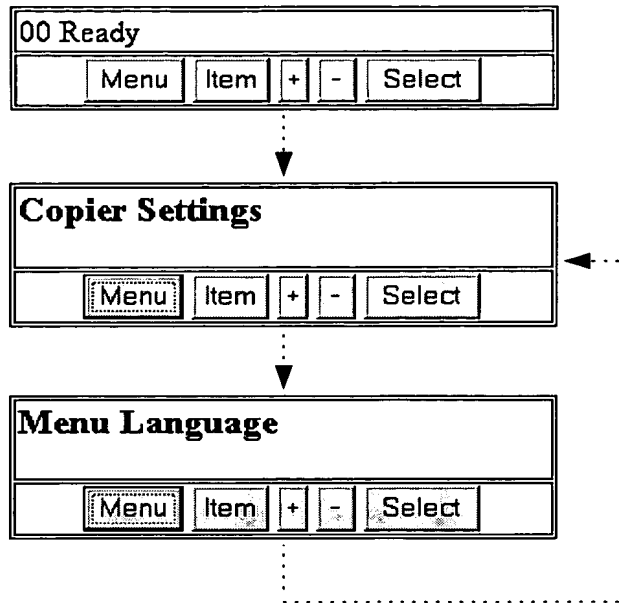 00 Ready
Menu Item + - Select
Copier Settings
Menu Item + - Select
Menu Language
Menu Item + - Select